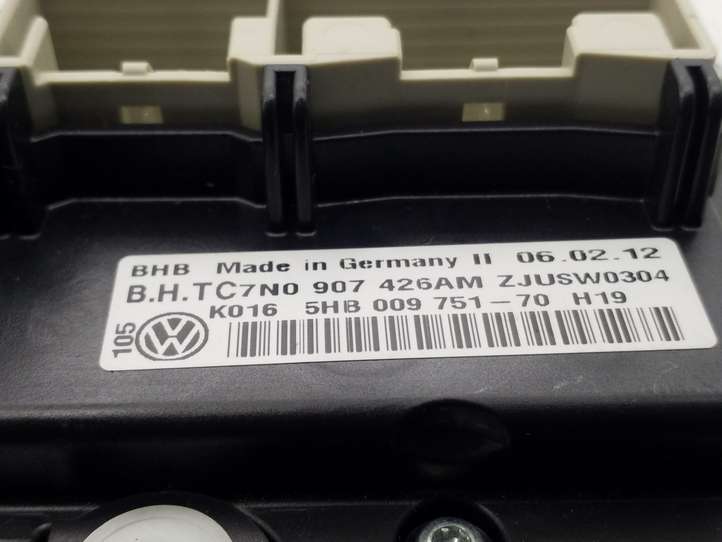 BHB Made in Germany II 06.02.12
B.H.TC7N0 907 426AM ZJUSW0304
K016 5HB 009 751-70 H19
105